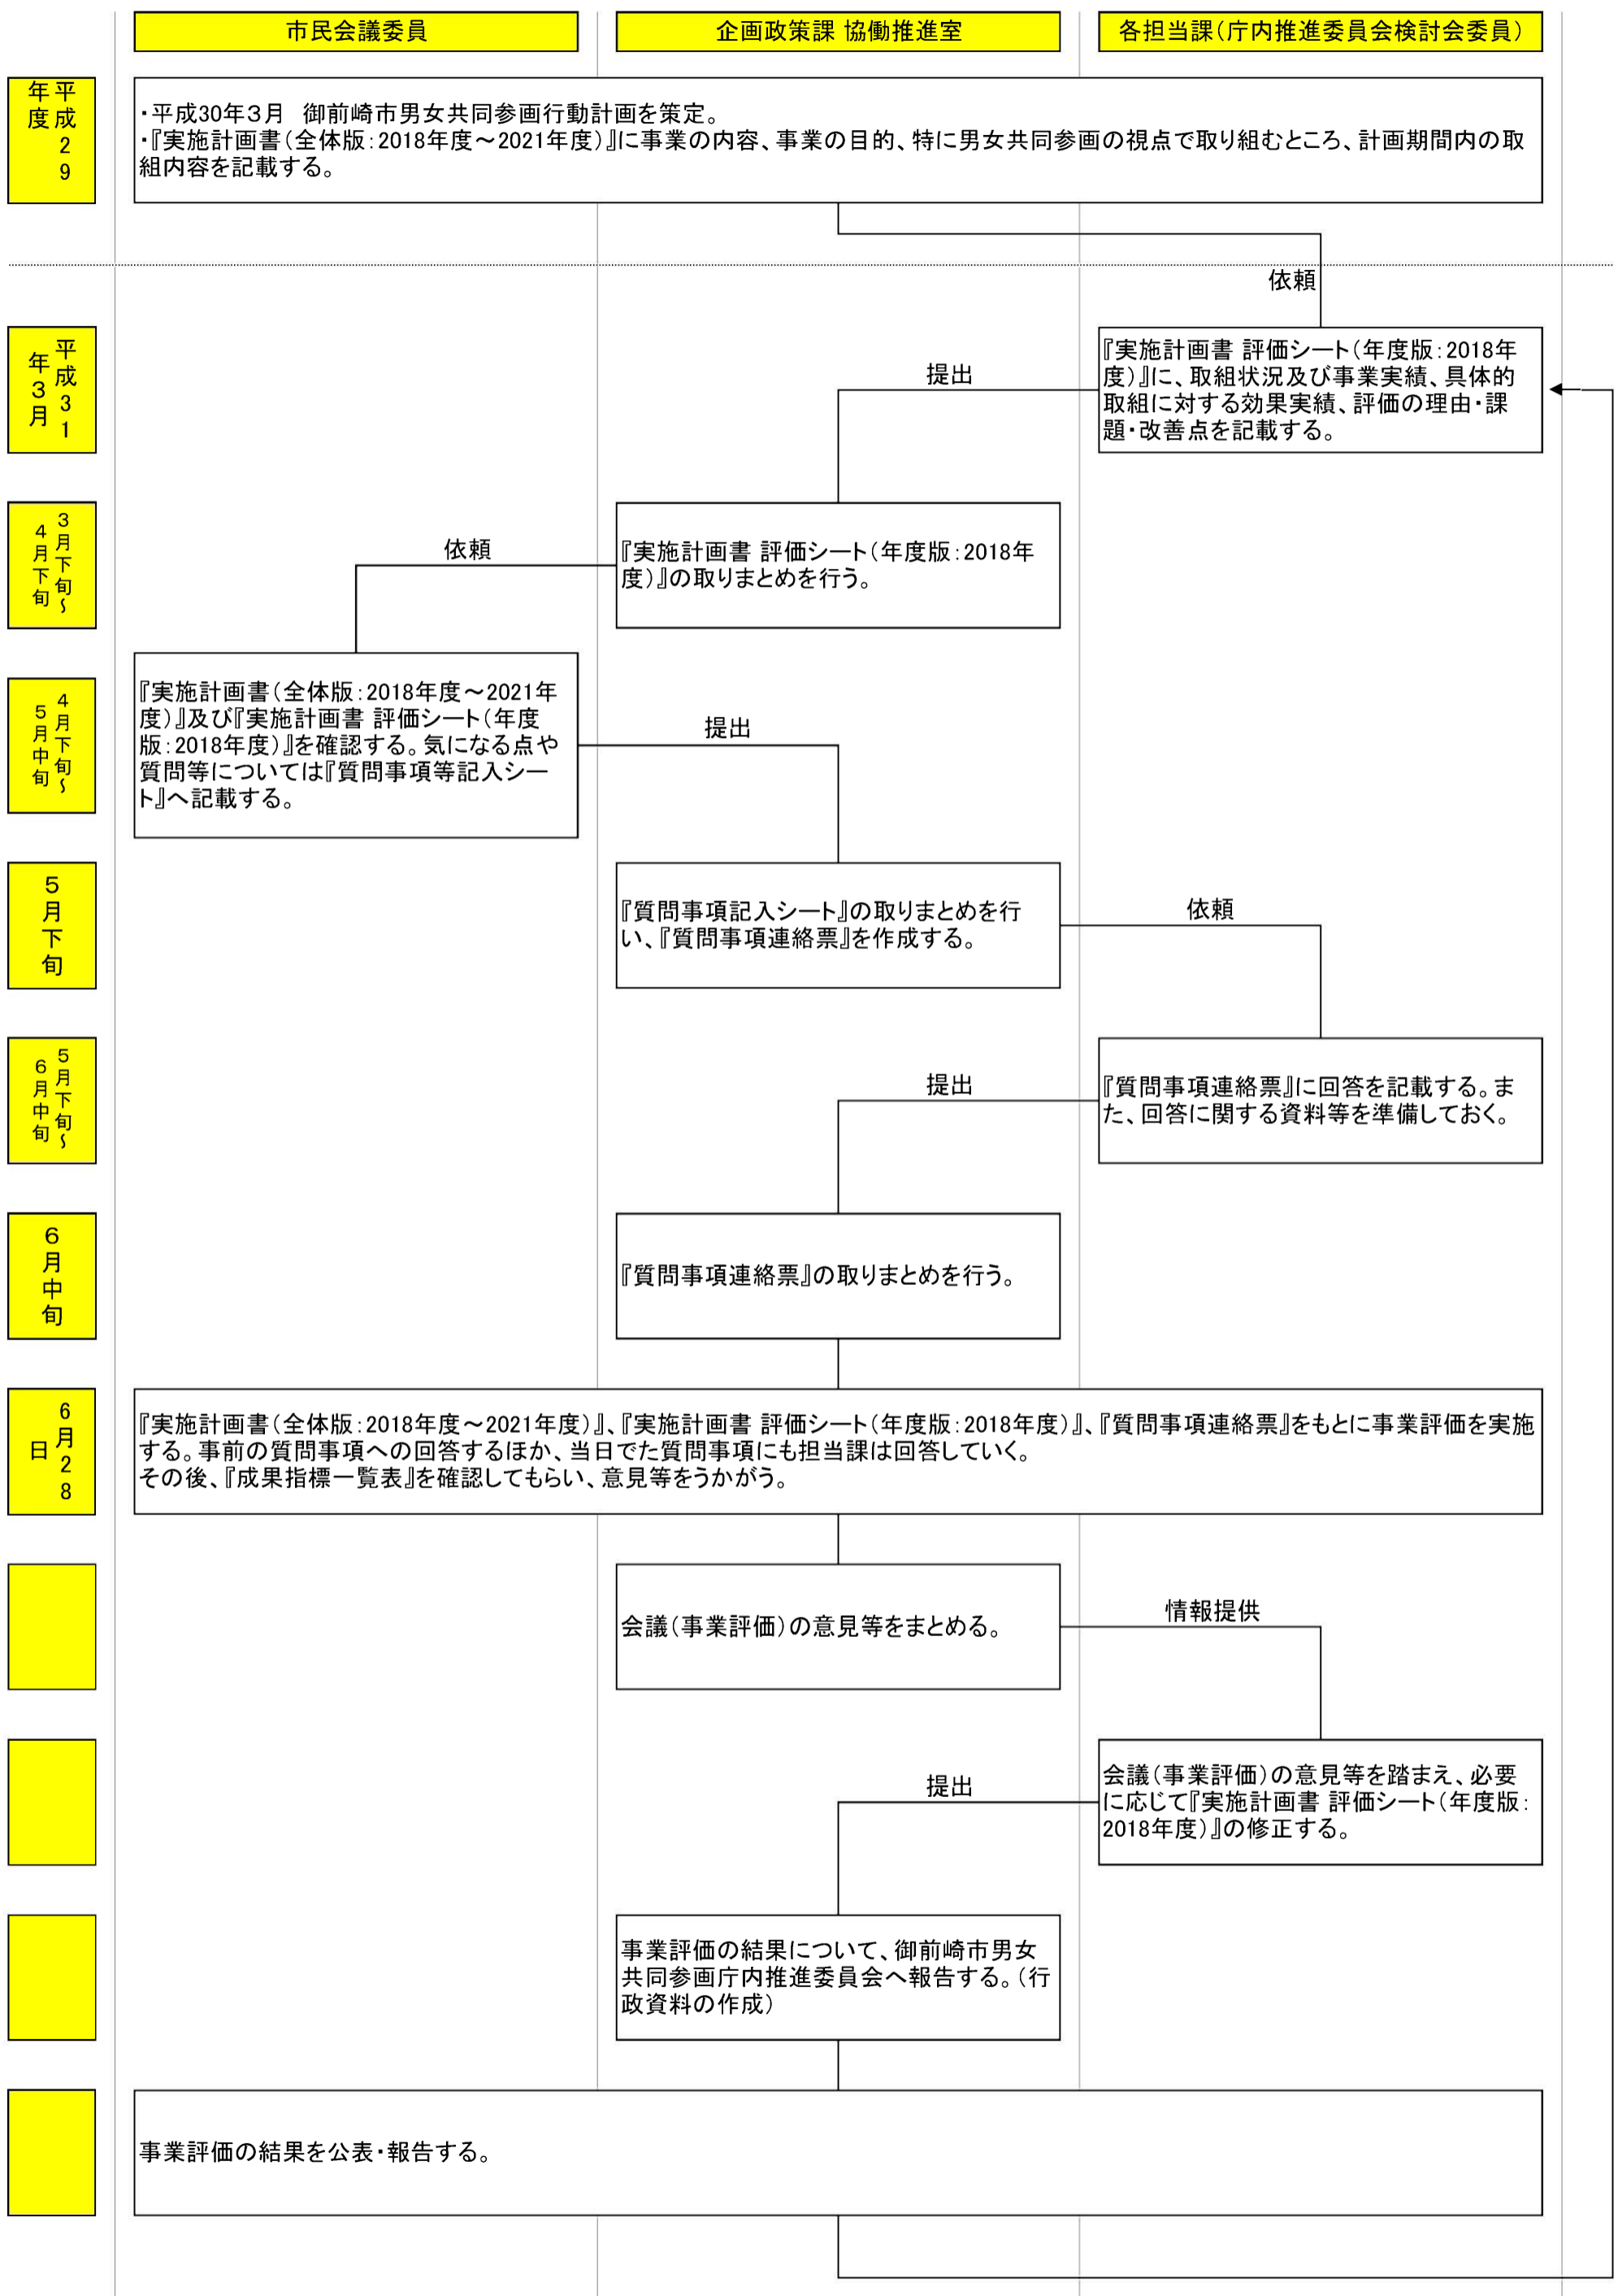 市民会議委員
企画政策課 協働推進室
各担当課（庁内推進委員会検討会委員）
平成29
年度
・平成30年３月　御前崎市男女共同参画行動計画を策定。
・『実施計画書（全体版：2018年度～2021年度）』に事業の内容、事業の目的、特に男女共同参画の視点で取り組むところ、計画期間内の取
組内容を記載する。
依頼
平成31
年３月
『実施計画書 評価シート（年度版：2018年
度）』に、取組状況及び事業実績、具体的
取組に対する効果実績、評価の理由・課
題・改善点を記載する。
提出
３月下旬～
４月下旬
『実施計画書 評価シート（年度版：2018年
度）』の取りまとめを行う。
依頼
４月下旬～
５月中旬
『実施計画書（全体版：2018年度～2021年
度）』及び『実施計画書 評価シート（年度
版：2018年度）』を確認する。気になる点や
質問等については『質問事項等記入シー
ト』へ記載する。
提出
５月下旬
『質問事項記入シート』の取りまとめを行
い、『質問事項連絡票』を作成する。
依頼
５月下旬～
６月中旬
『質問事項連絡票』に回答を記載する。ま
た、回答に関する資料等を準備しておく。
提出
６月中旬
『質問事項連絡票』の取りまとめを行う。
6月28
日
『実施計画書（全体版：2018年度～2021年度）』、『実施計画書 評価シート（年度版：2018年度）』、『質問事項連絡票』をもとに事業評価を実施
する。事前の質問事項への回答するほか、当日でた質問事項にも担当課は回答していく。
その後、『成果指標一覧表』を確認してもらい、意見等をうかがう。
会議（事業評価）の意見等をまとめる。
情報提供
会議（事業評価）の意見等を踏まえ、必要
に応じて『実施計画書 評価シート（年度版：
2018年度）』の修正する。
提出
事業評価の結果について、御前崎市男女
共同参画庁内推進委員会へ報告する。（行
政資料の作成）
事業評価の結果を公表・報告する。